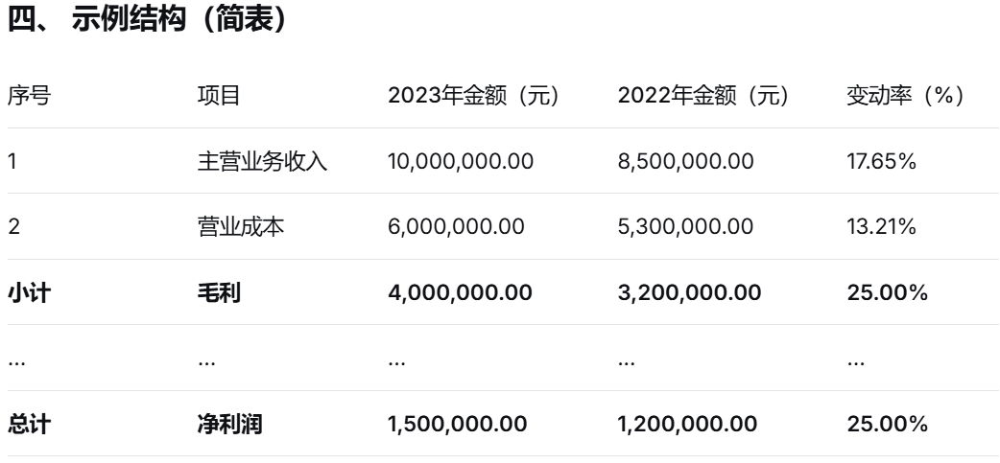 四、 示例结构（简表）
序号 项目 2023年金额（元） 2022年金额（元） 变动率（%）
1 主营业务收入 10,000,000.00 8,500,000.00 17.65%
2 营业成本 6,000,000.00 5,300,000.00 13.21%
小计 毛利 4,000,000.00 3,200,000.00 25.00%
... ... ... ... ...
总计 净利润 1,500,000.00 1,200,000.00 25.00%